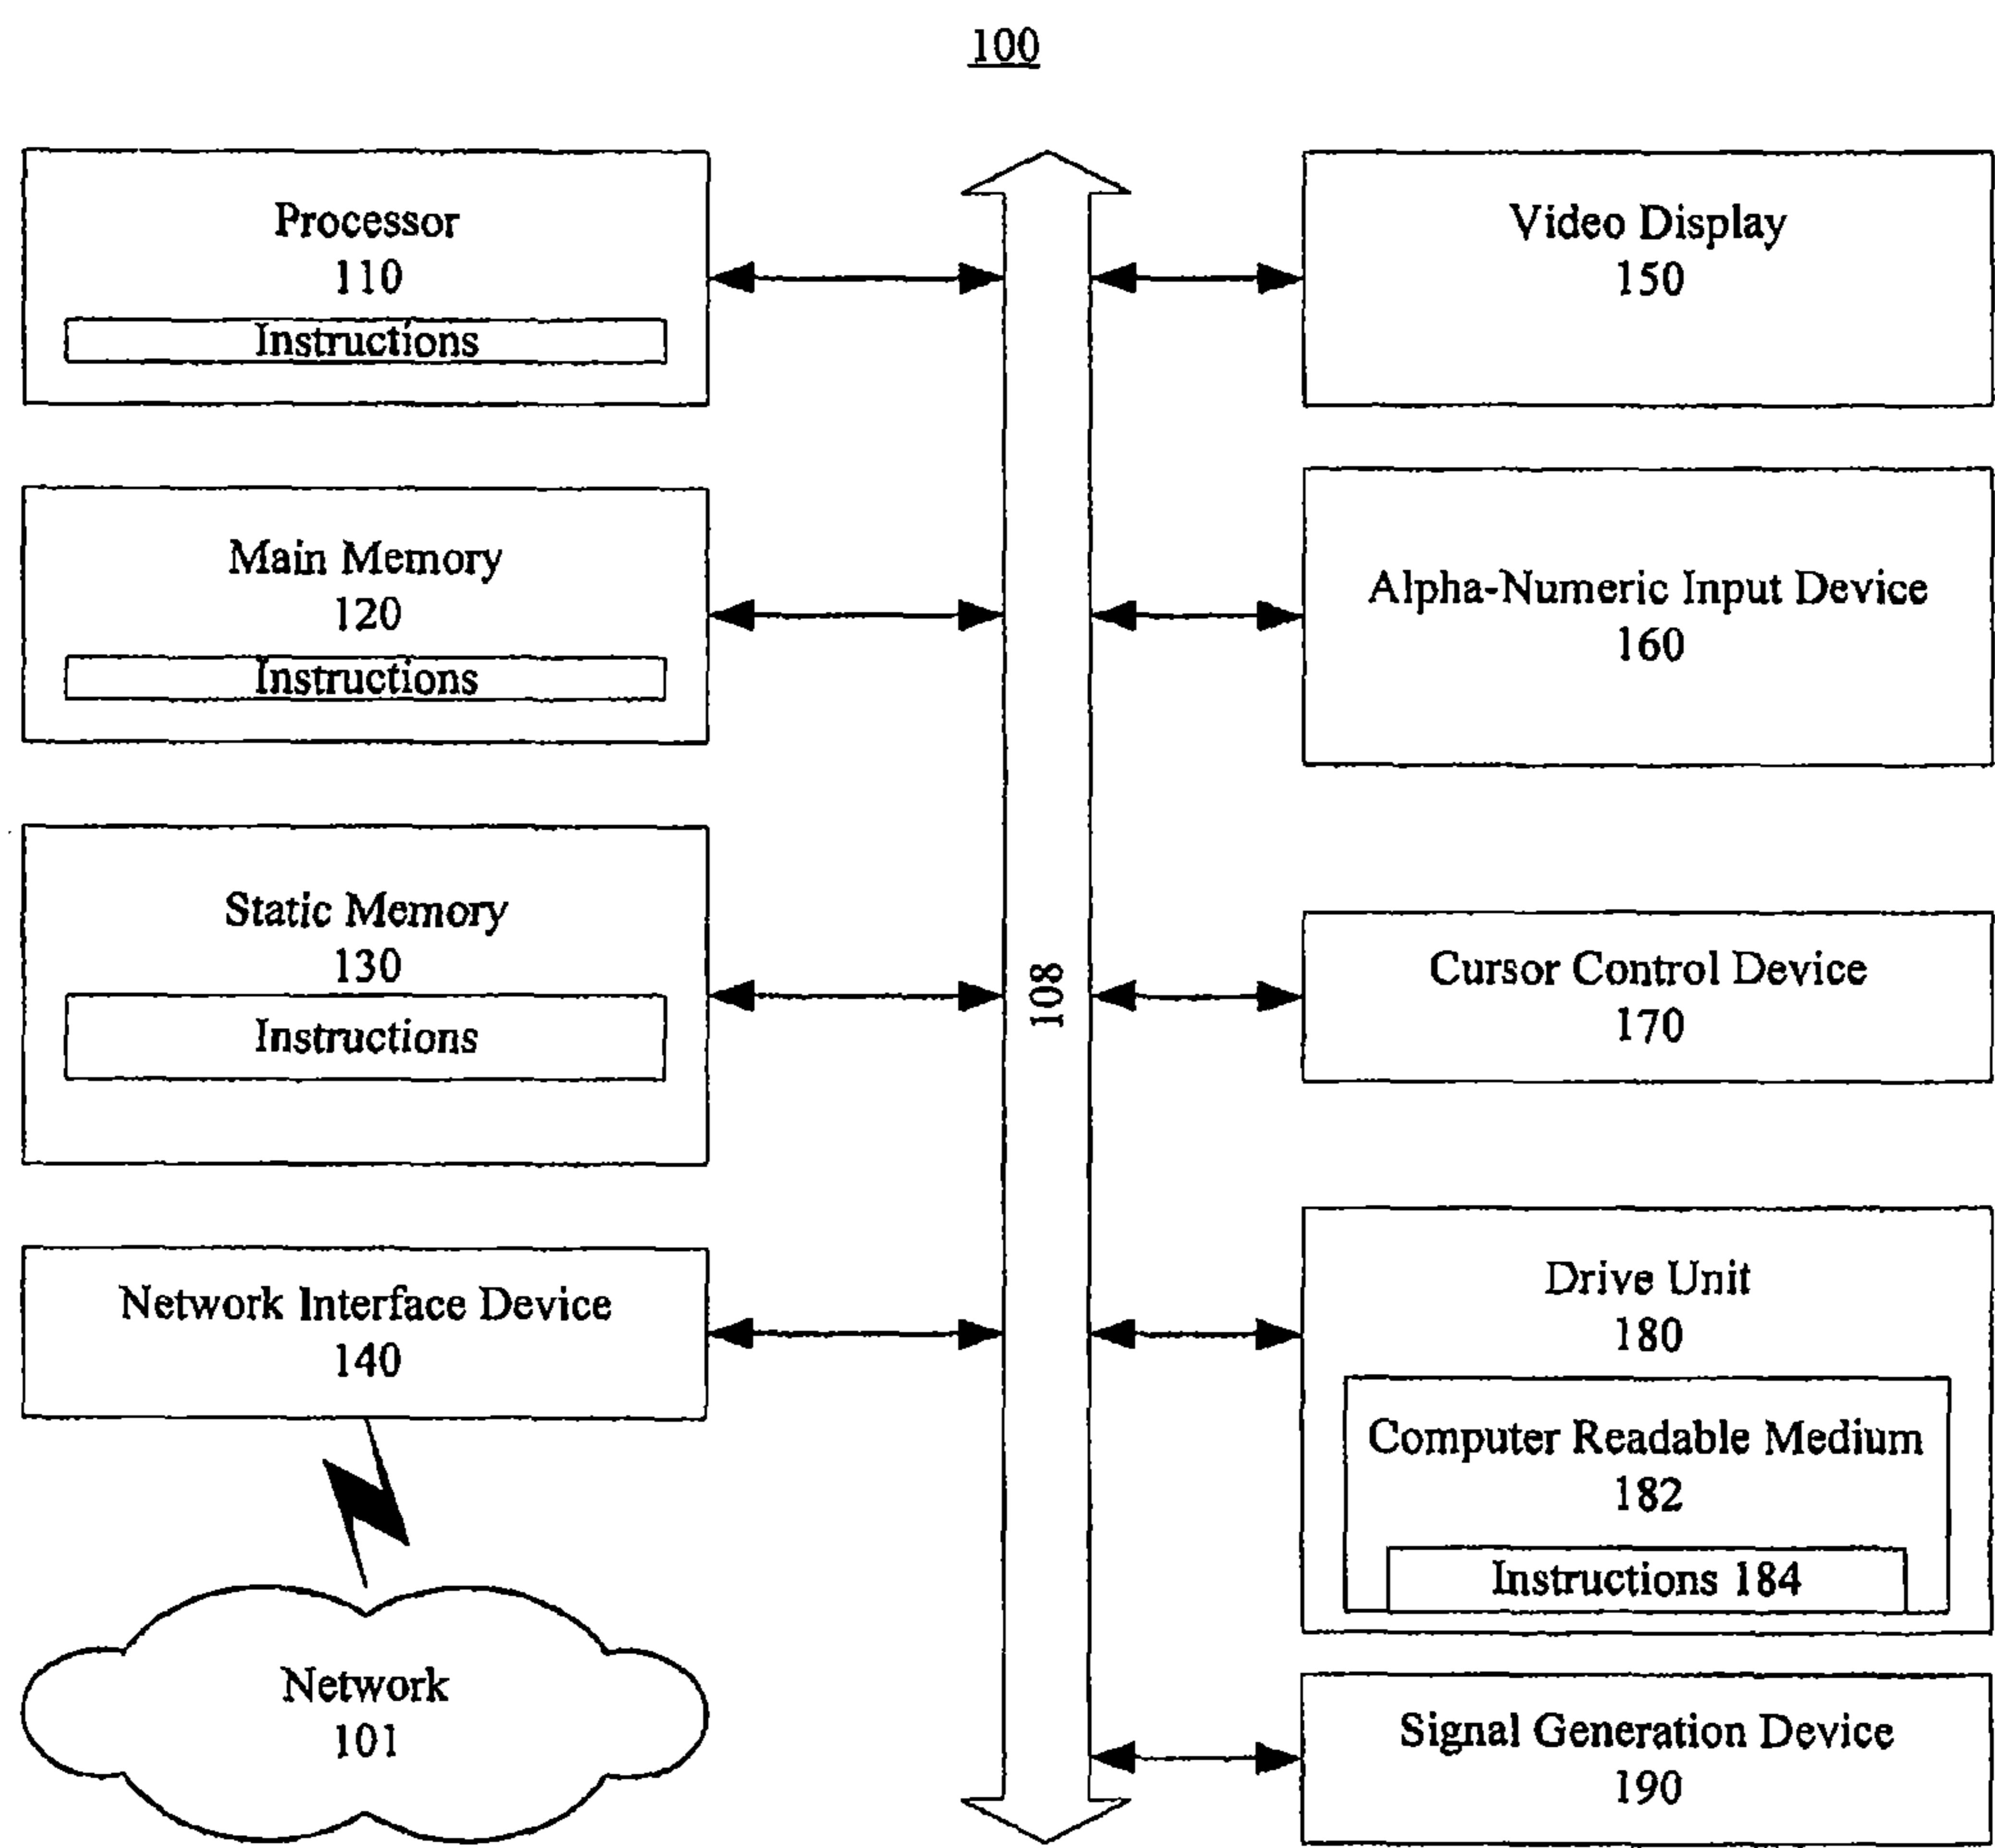 100
Processor
110
Instructions
Main Memory
120
Instructions
Static Memory
130
Instructions
Network Interface Device
140
Network
101
108
Video Display
150
Alpha-Numeric Input Device
160
Cursor Control Device
170
Drive Unit
180
Computer Readable Medium
182
Instructions 184
Signal Generation Device
190